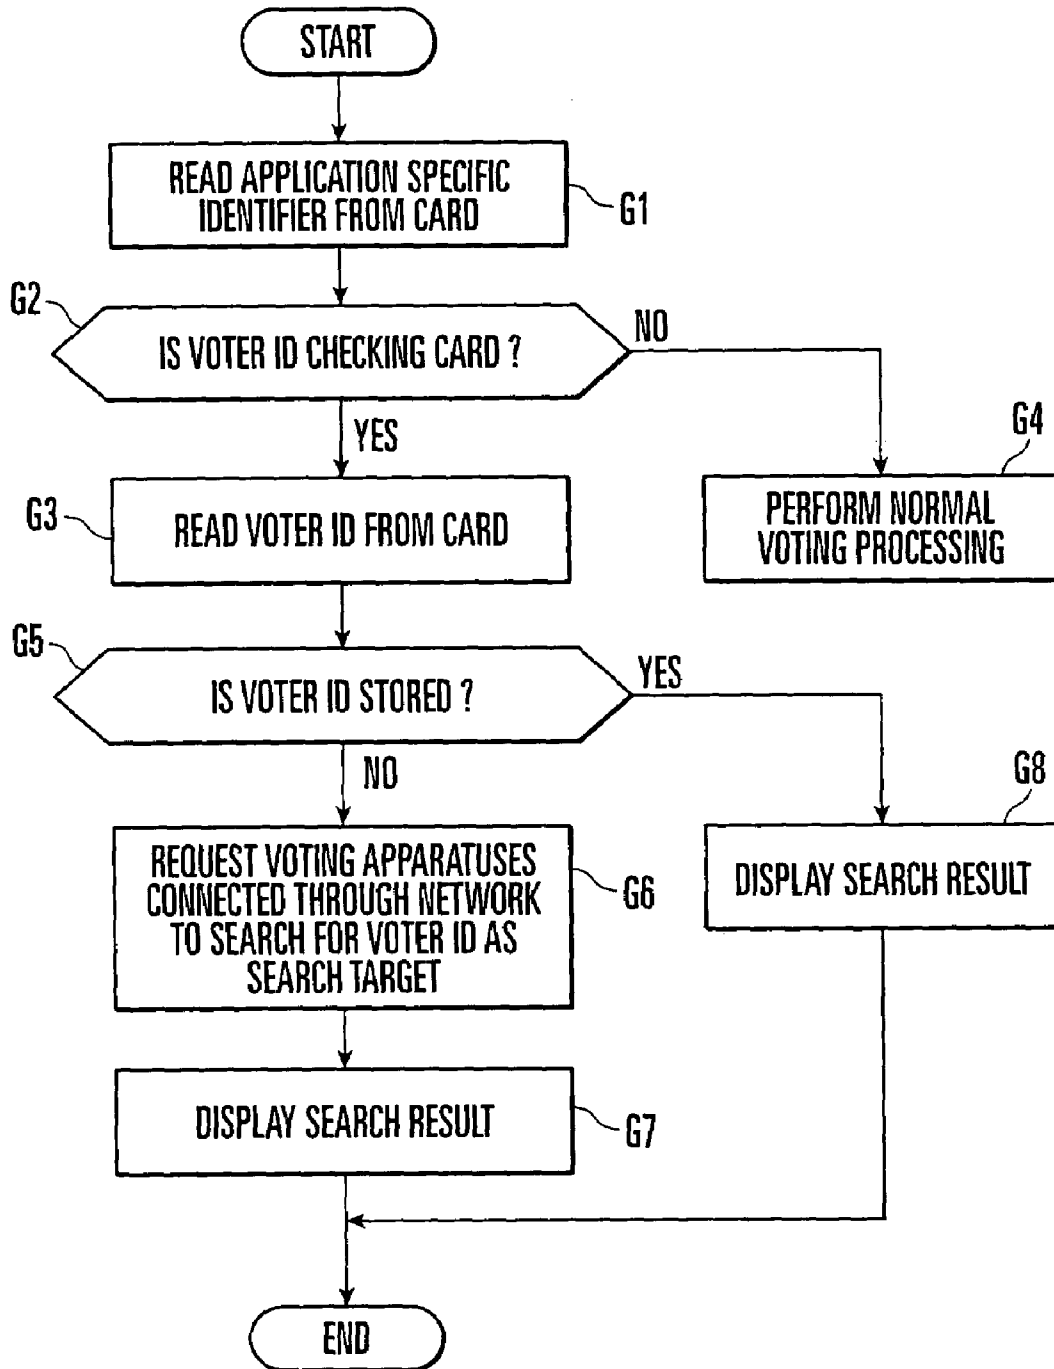 START
READ APPLICATION SPECIFIC
IDENTIFIER FROM CARD
G1
G2
IS VOTER ID CHECKING CARD ?
NO
YES
G4
G3
READ VOTER ID FROM CARD
PERFORM NORMAL
VOTING PROCESSING
G5
IS VOTER ID STORED ?
YES
NO
G8
REQUEST VOTING APPARATUSES
CONNECTED THROUGH NETWORK
TO SEARCH FOR VOTER ID AS
SEARCH TARGET
G6
DISPLAY SEARCH RESULT
DISPLAY SEARCH RESULT
G7
END